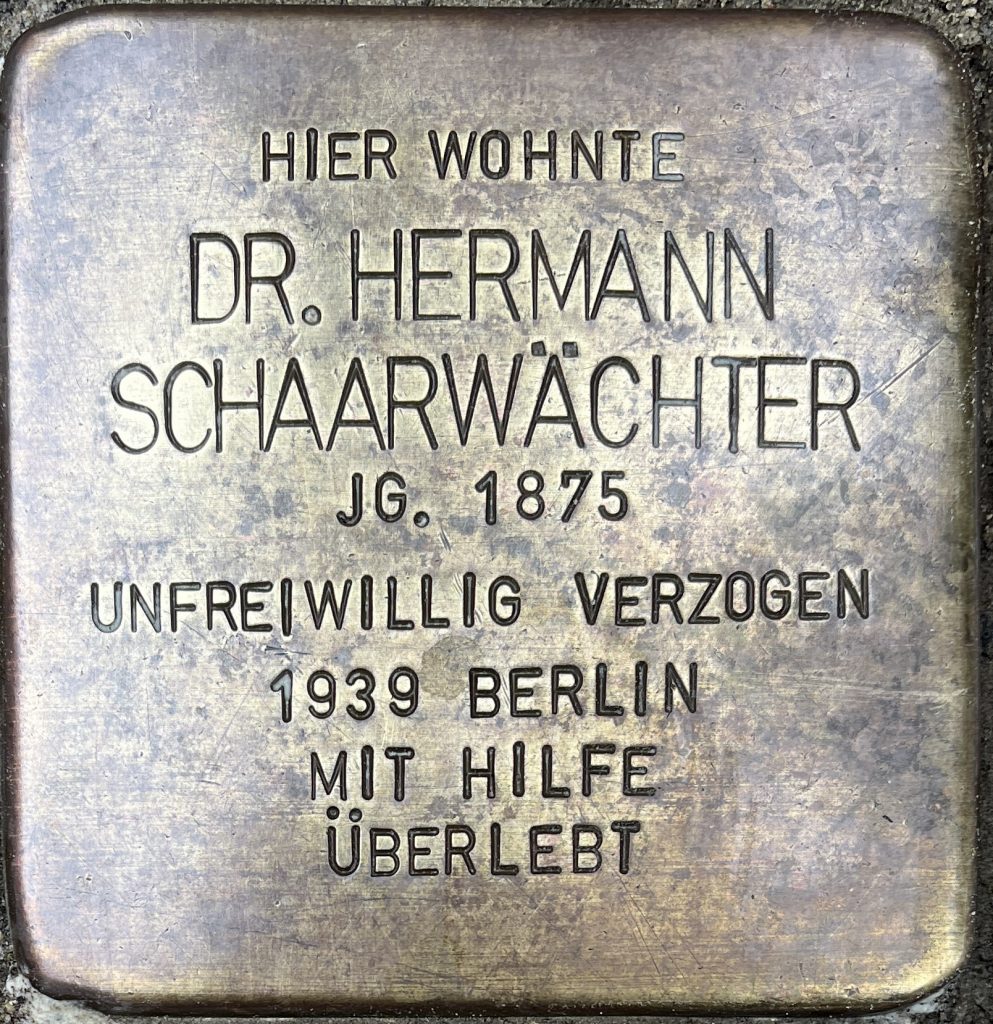 HIER WOHNTE
DR. HERMANN
SCHAARWÄCHTER
JG. 1875
UNFREIWILLIG VERZOGEN
1939 BERLIN
MIT HILFE
ÜBERLEBT